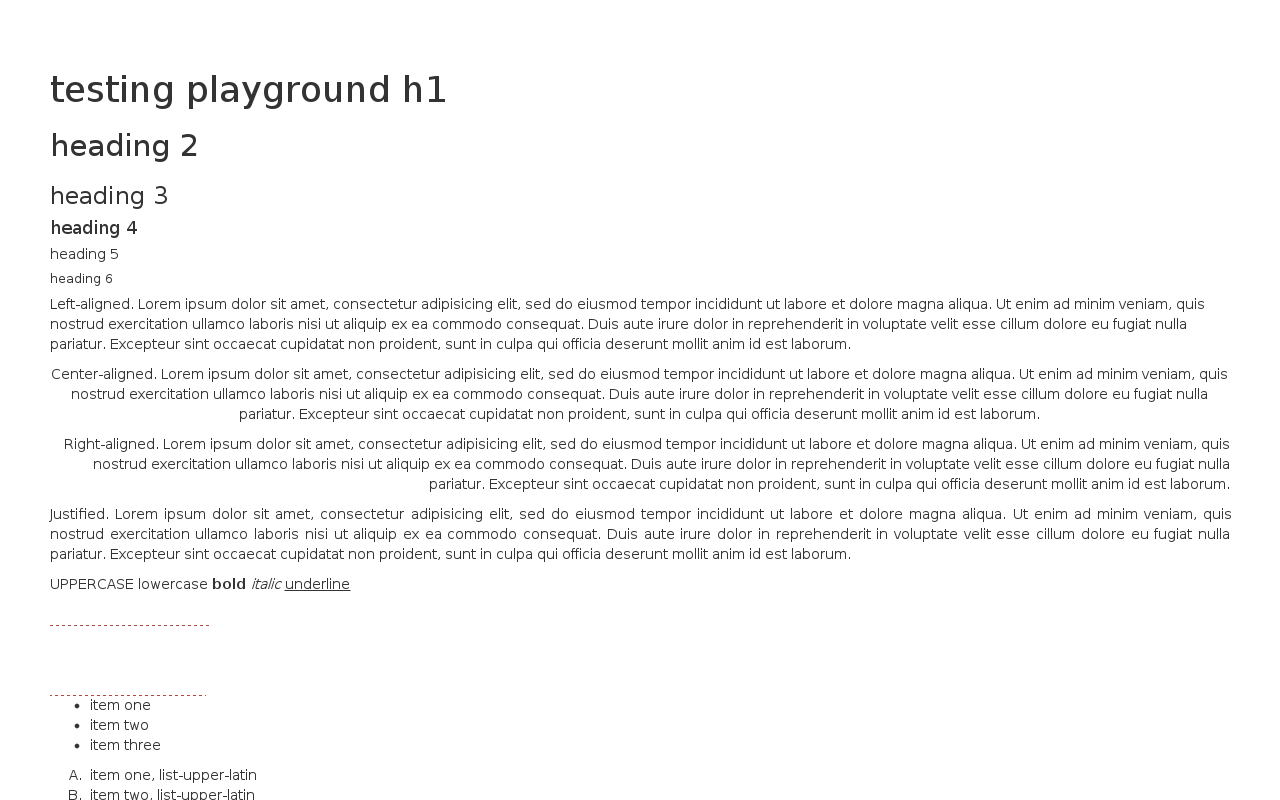 testing playground h1
heading 2
heading 3
heading 4
heading 5
heading 6
Left-aligned. Lorem ipsum dolor sit amet, consectetur adipisicing elit, sed do eiusmod tempor incididunt ut labore et dolore magna aliqua. Ut enim ad minim veniam, quis
nostrud exercitation ullamco laboris nisi ut aliquip ex ea commodo consequat. Duis aute irure dolor in reprehenderit in voluptate velit esse cillum dolore eu fugiat nulla
pariatur. Excepteur sint occaecat cupidatat non proident, sunt in culpa qui officia deserunt mollit anim id est laborum.
Center-aligned. Lorem ipsum dolor sit amet, consectetur adipisicing elit, sed do eiusmod tempor incididunt ut labore et dolore magna aliqua. Ut enim ad minim veniam, quis
nostrud exercitation ullamco laboris nisi ut aliquip ex ea commodo consequat. Duis aute irure dolor in reprehenderit in voluptate velit esse cillum dolore eu fugiat nulla
pariatur. Excepteur sint occaecat cupidatat non proident, sunt in culpa qui officia deserunt mollit anim id est laborum.
Right-aligned. Lorem ipsum dolor sit amet, consectetur adipisicing elit, sed do eiusmod tempor incididunt ut labore et dolore magna aliqua. Ut enim ad minim veniam, quis
nostrud exercitation ullamco laboris nisi ut aliquip ex ea commodo consequat. Duis aute irure dolor in reprehenderit in voluptate velit esse cillum dolore eu fugiat nulla
pariatur. Excepteur sint occaecat cupidatat non proident, sunt in culpa qui officia deserunt mollit anim id est laborum.
Justified. Lorem ipsum dolor sit amet, consectetur adipisicing elit, sed do eiusmod tempor incididunt ut labore et dolore magna aliqua. Ut enim ad minim veniam, quis
nostrud exercitation ullamco laboris nisi ut aliquip ex ea commodo consequat. Duis aute irure dolor in reprehenderit in voluptate velit esse cillum dolore eu fugiat nulla
pariatur. Excepteur sint occaecat cupidatat non proident, sunt in culpa qui officia deserunt mollit anim id est laborum.
UPPERCASE lowercase bold italic underline
• item one
• item two
• item three
A. item one, list-upper-latin
B. item two, list-upper-latin